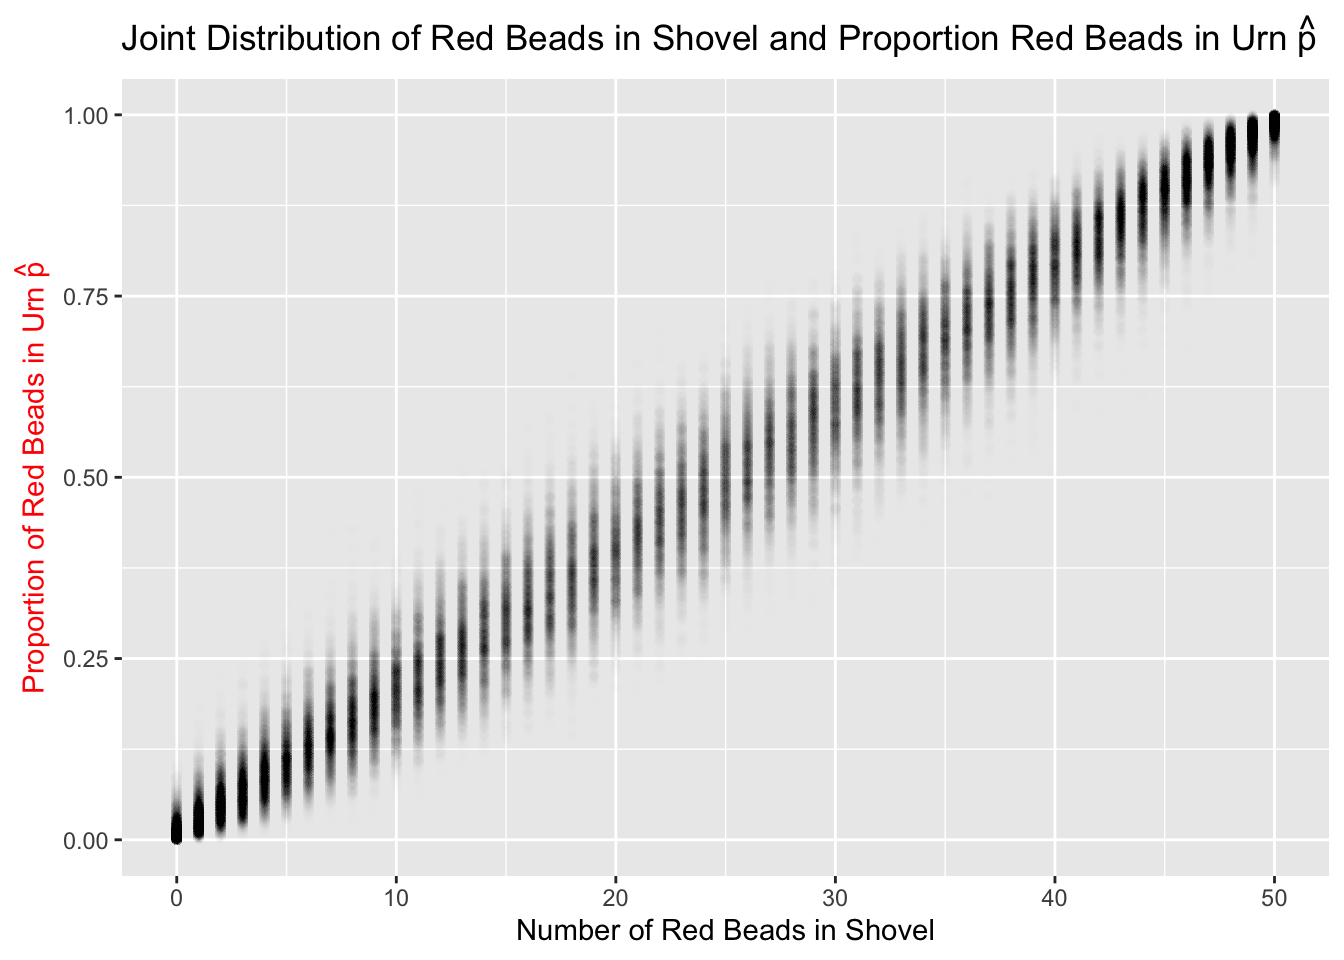 Joint Distribution of Red Beads in Shovel and Proportion Red Beads in Urn p̂
Proportion of Red Beads in Urn p̂
1.00
0.75
0.50
0.25
0.00
0 10 20 30 40 50
Number of Red Beads in Shovel